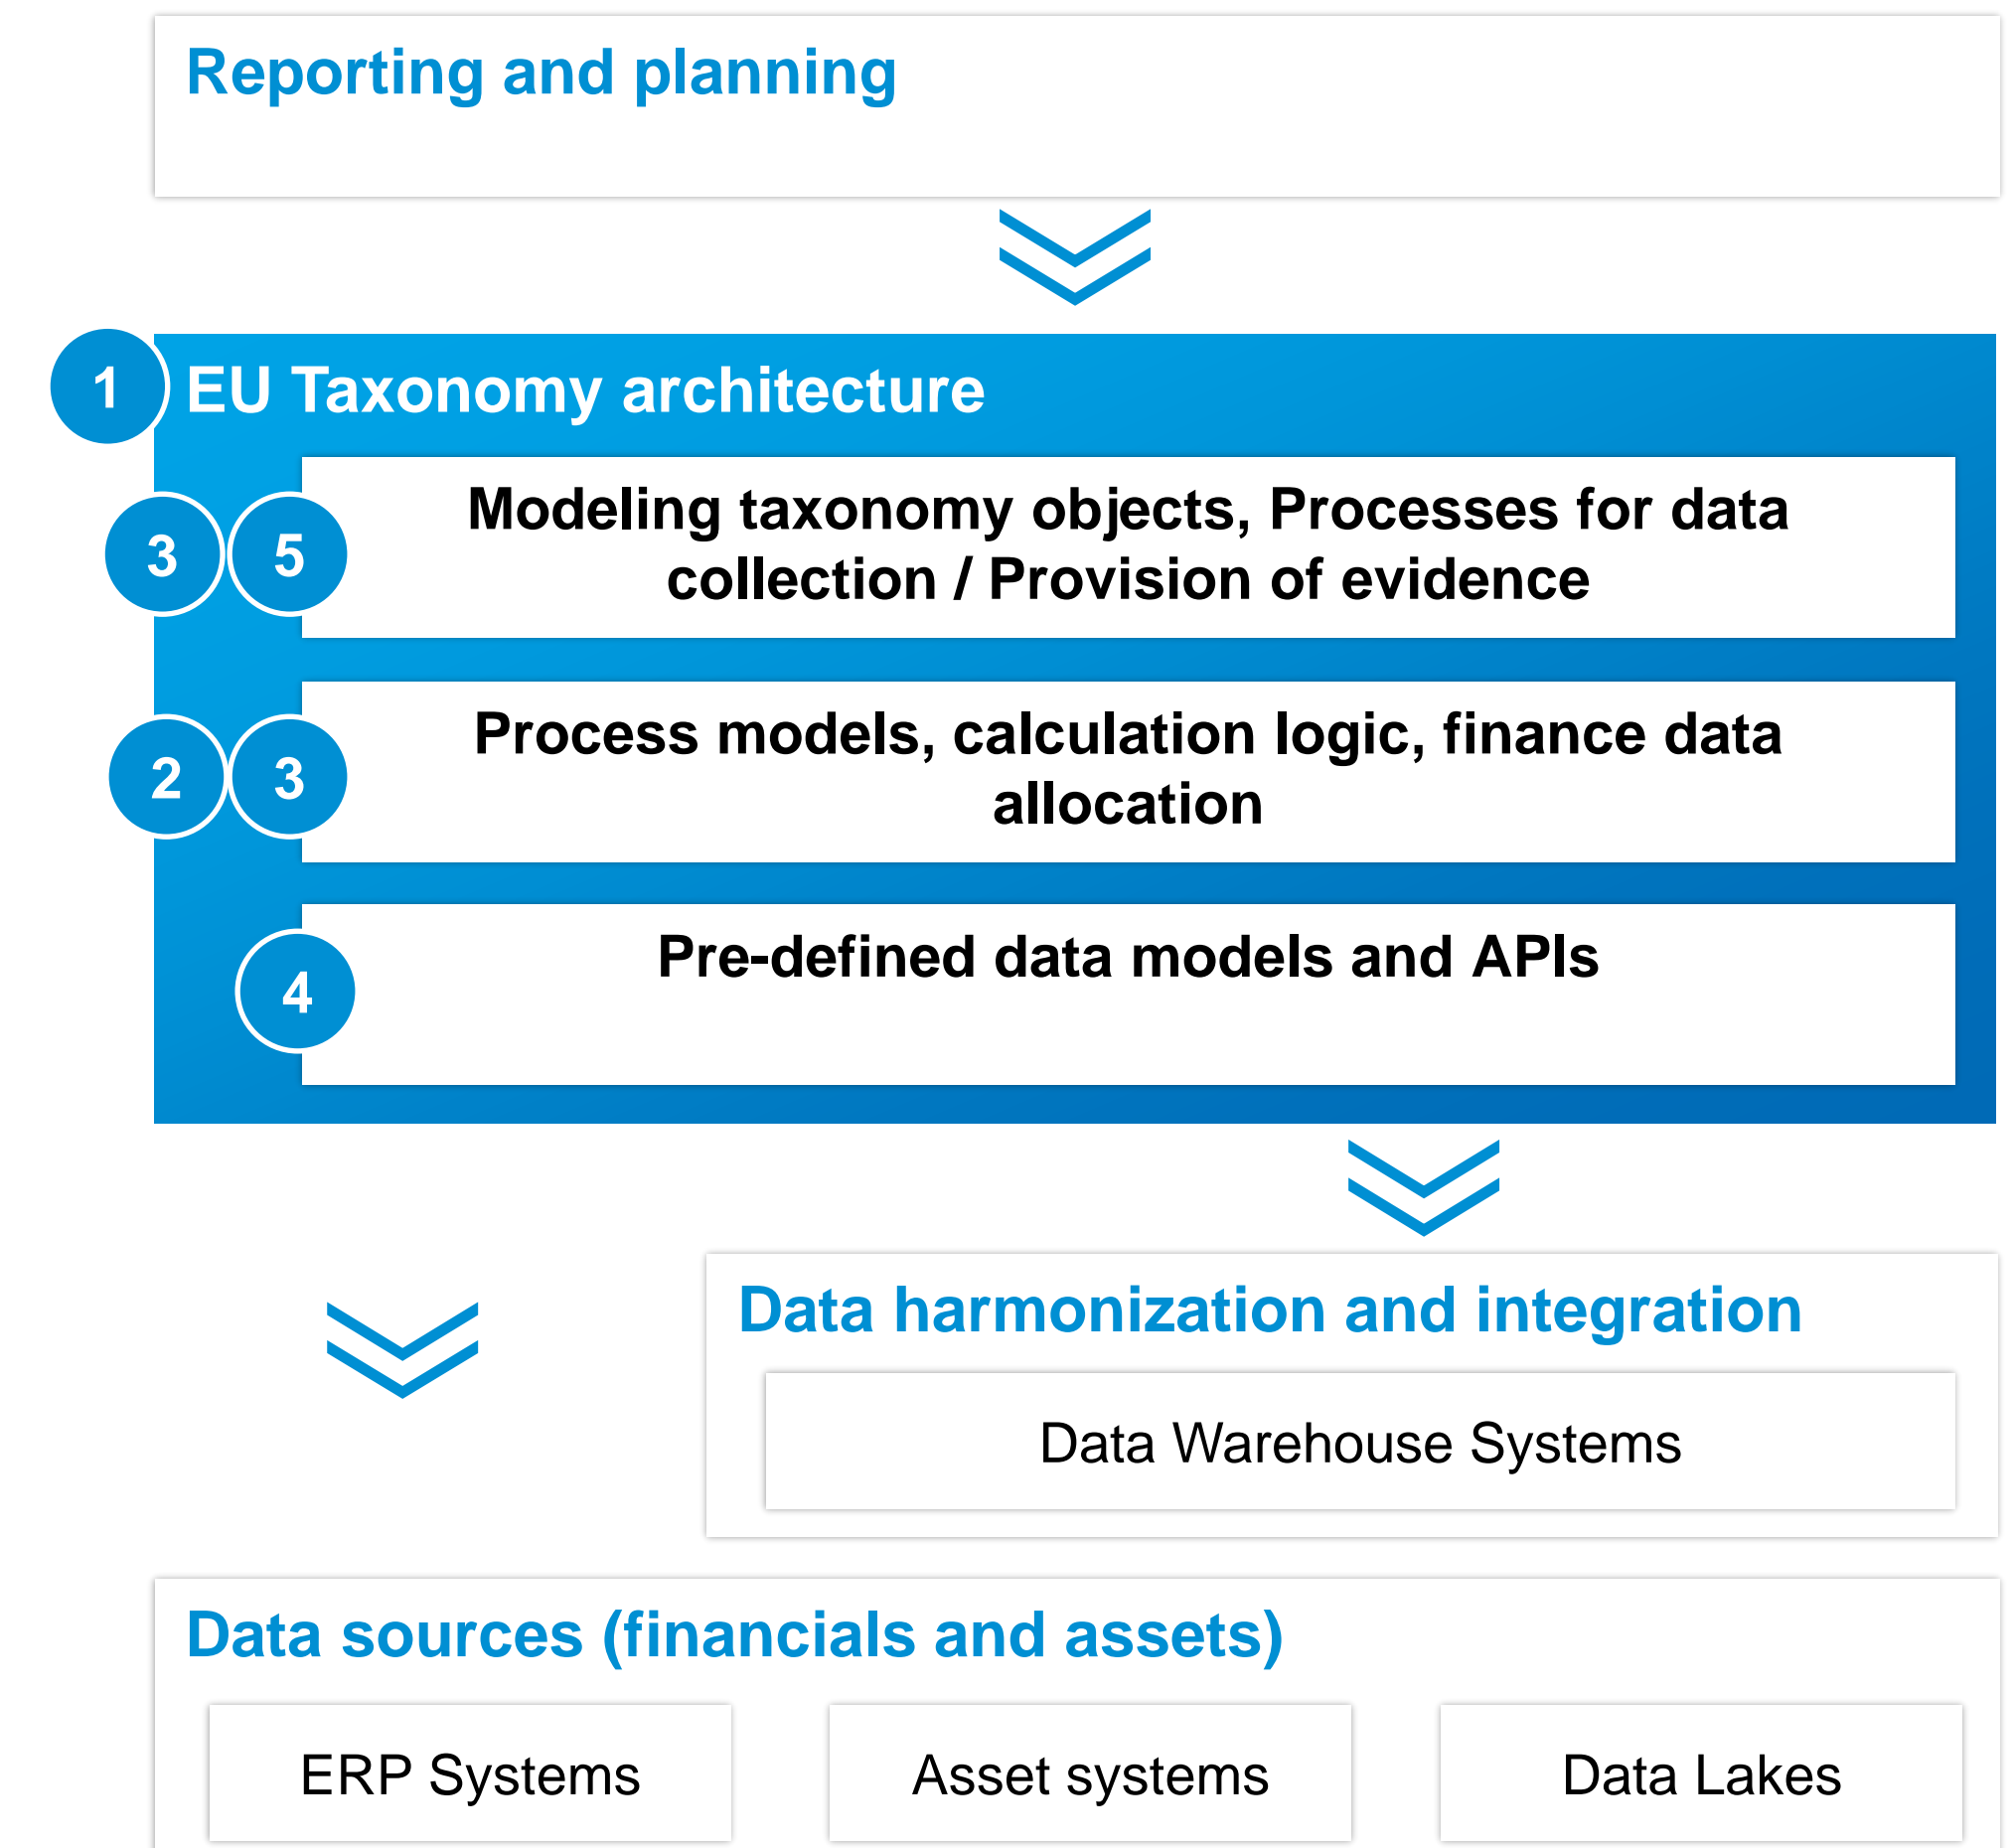 Reporting and planning
1
EU Taxonomy architecture
3
5
Modeling taxonomy objects, Processes for data
collection / Provision of evidence
2
3
Process models, calculation logic, finance data
allocation
4
Pre-defined data models and APIs
Data harmonization and integration
Data Warehouse Systems
Data sources (financials and assets)
ERP Systems
Asset systems
Data Lakes